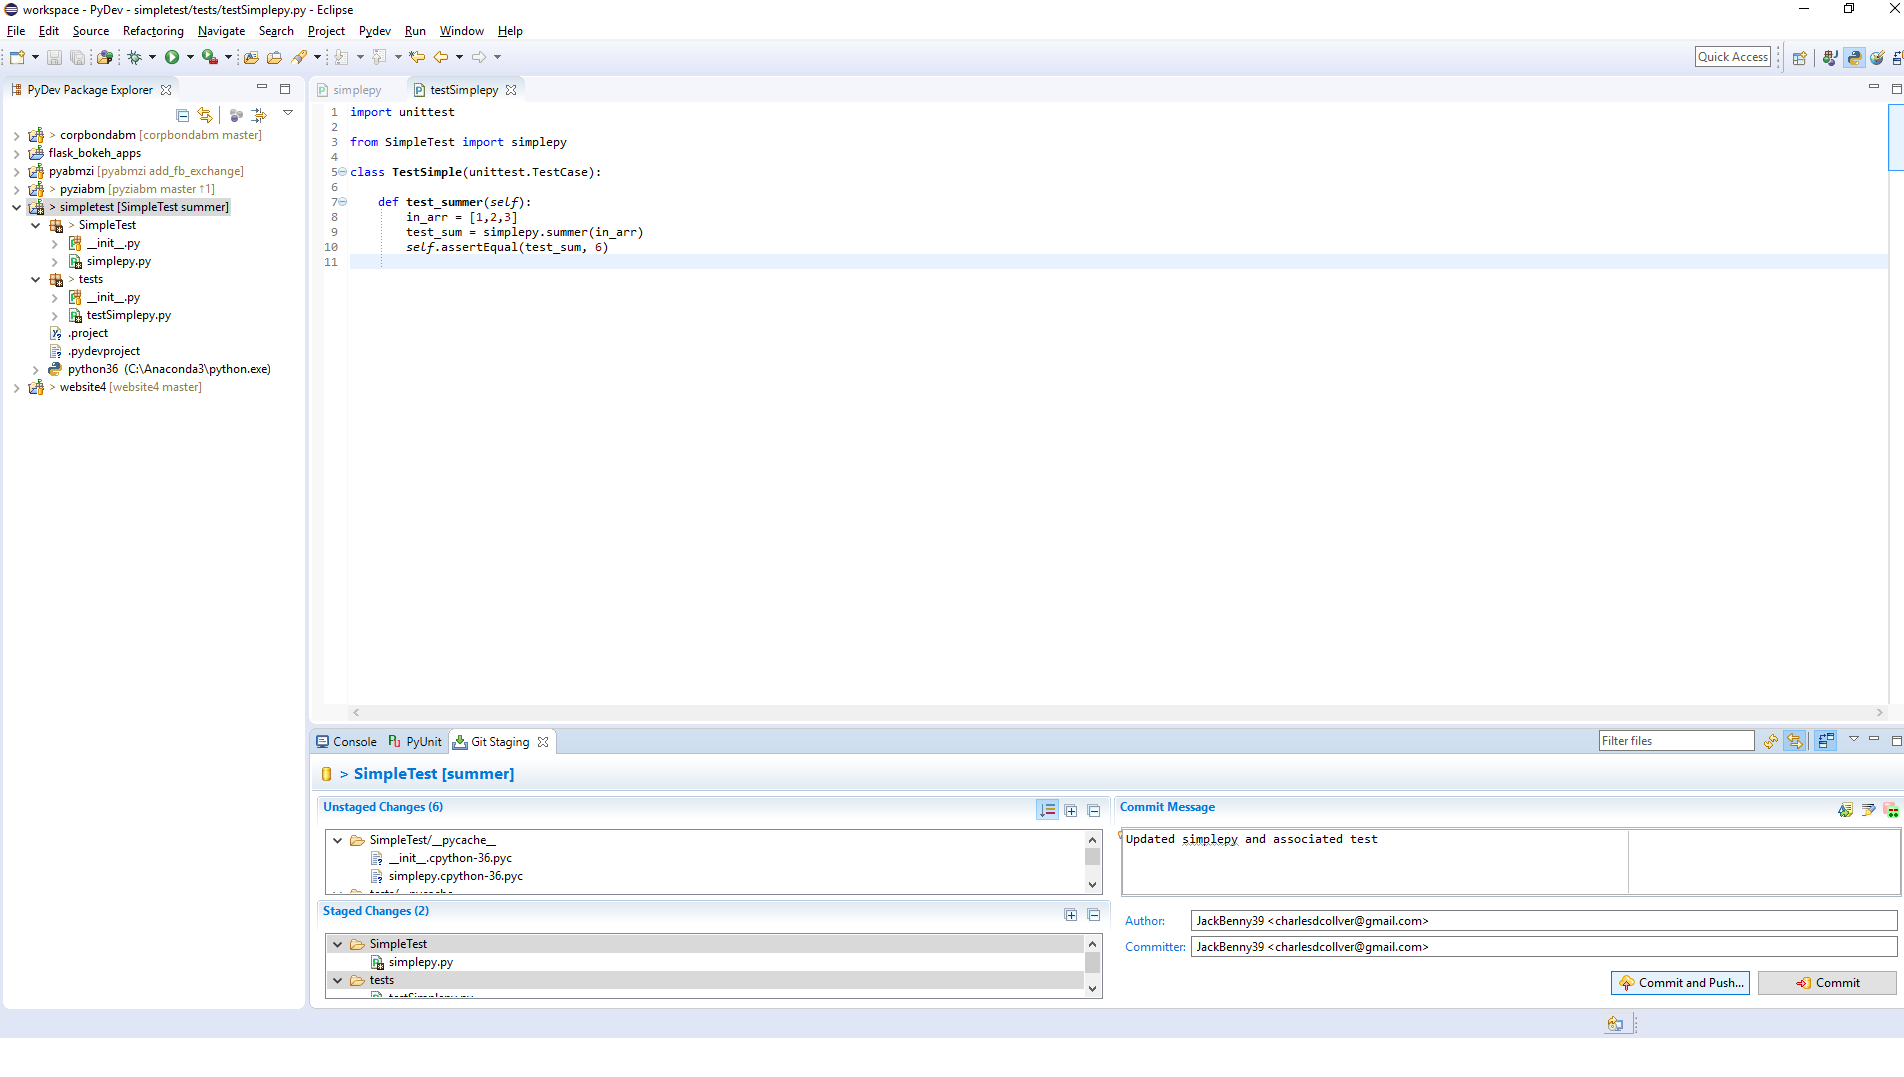 workspace - PyDev - simpletest/tests/testSimplepy.py - Eclipse
File Edit Source Refactoring Navigate Search Project Pydev Run Window Help
Quick Access
PyDev Package Explorer
> corpbondabm [corpbondabm master]
flask_bokeh_apps
pyabmzi [pyabmzi add_fb_exchange]
> pyziabm [pyziabm master ↑1]
> simpletest [SimpleTest summer]
> SimpleTest
__init__.py
simplepy.py
> tests
__init__.py
testSimplepy.py
.project
.pydevproject
python36 (C:\Anaconda3\python.exe)
> website4 [website4 master]
simplepy testSimplepy
1 import unittest
2
3 from SimpleTest import simplepy
4
5 class TestSimple(unittest.TestCase):
6
7 def test_summer(self):
8 in_arr = [1,2,3]
9 test_sum = simplepy.summer(in_arr)
10 self.assertEqual(test_sum, 6)
11
Console PyUnit Git Staging
Filter files
> SimpleTest [summer]
Unstaged Changes (6)
SimpleTest/__pycache__
__init__.cpython-36.pyc
simplepy.cpython-36.pyc
tests/__pycache__
Staged Changes (2)
SimpleTest
simplepy.py
tests
testSimplepy.py
Commit Message
Updated simplepy and associated test
Author: JackBenny39 <charlesdcollver@gmail.com>
Committer: JackBenny39 <charlesdcollver@gmail.com>
Commit and Push... Commit